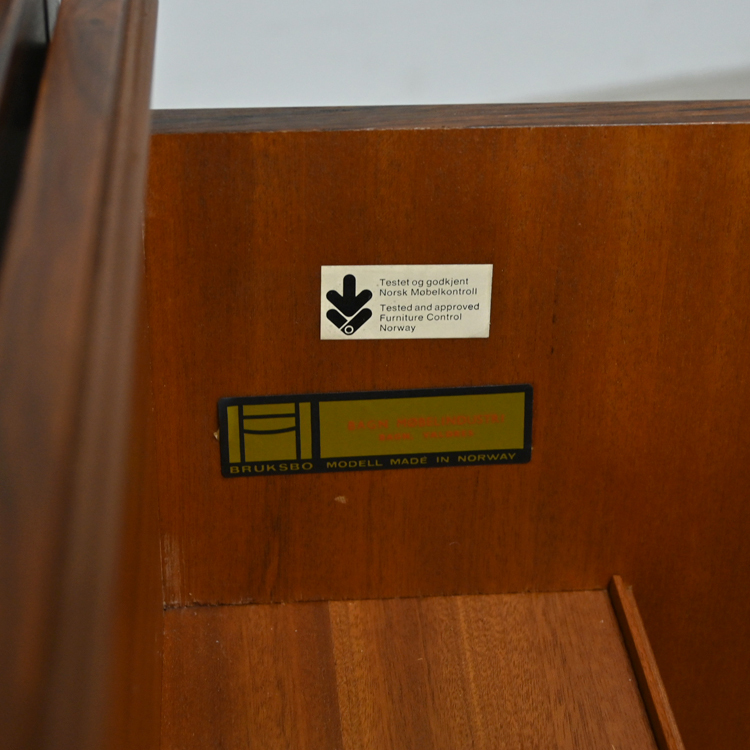 Testet og godkjent
Norsk Møbelkontroll
Tested and approved
Furniture Control
Norway
BRUKSBO MODELL MADE IN NORWAY